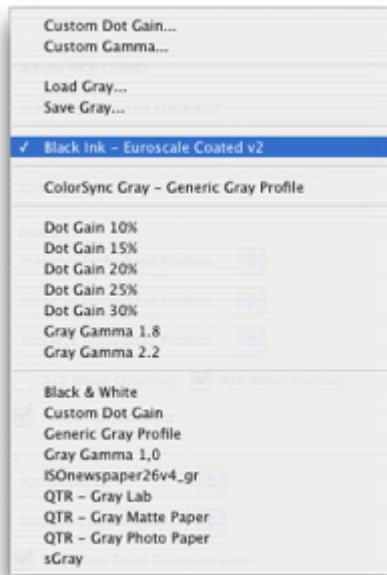 Custom Dot Gain...
Custom Gamma...
Load Gray...
Save Gray...
✓ Black Ink – Euroscale Coated v2
ColorSync Gray – Generic Gray Profile
Dot Gain 10%
Dot Gain 15%
Dot Gain 20%
Dot Gain 25%
Dot Gain 30%
Gray Gamma 1.8
Gray Gamma 2.2
Black & White
Custom Dot Gain
Generic Gray Profile
Gray Gamma 1,0
ISOnewspaper26v4_gr
QTR – Gray Lab
QTR – Gray Matte Paper
QTR – Gray Photo Paper
sGray